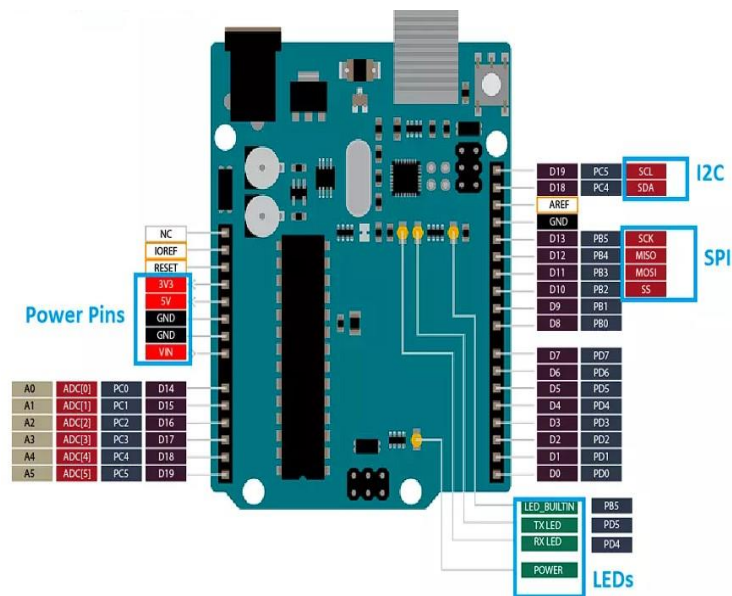 D19 PC5 SCL I2C
D18 PC4 SDA
AREF
GND
NC
D13 PB5 SCK
IOREF
D12 PB4 MISO SPI
RESET
D11 PB3 MOSI
3V3
D10 PB2 SS
5V
D9 PB1
Power Pins
GND
D8 PB0
GND
VIN
D7 PD7
D6 PD6
A0 ADC[0] PC0 D14
D5 PD5
A1 ADC[1] PC1 D15
D4 PD4
A2 ADC[2] PC2 D16
D3 PD3
A3 ADC[3] PC3 D17
D2 PD2
A4 ADC[4] PC4 D18
D1 PD1
A5 ADC[5] PC5 D19
D0 PD0
LED_BUILTIN PB5
TX LED PD5
RX LED PD4
POWER
LEDs